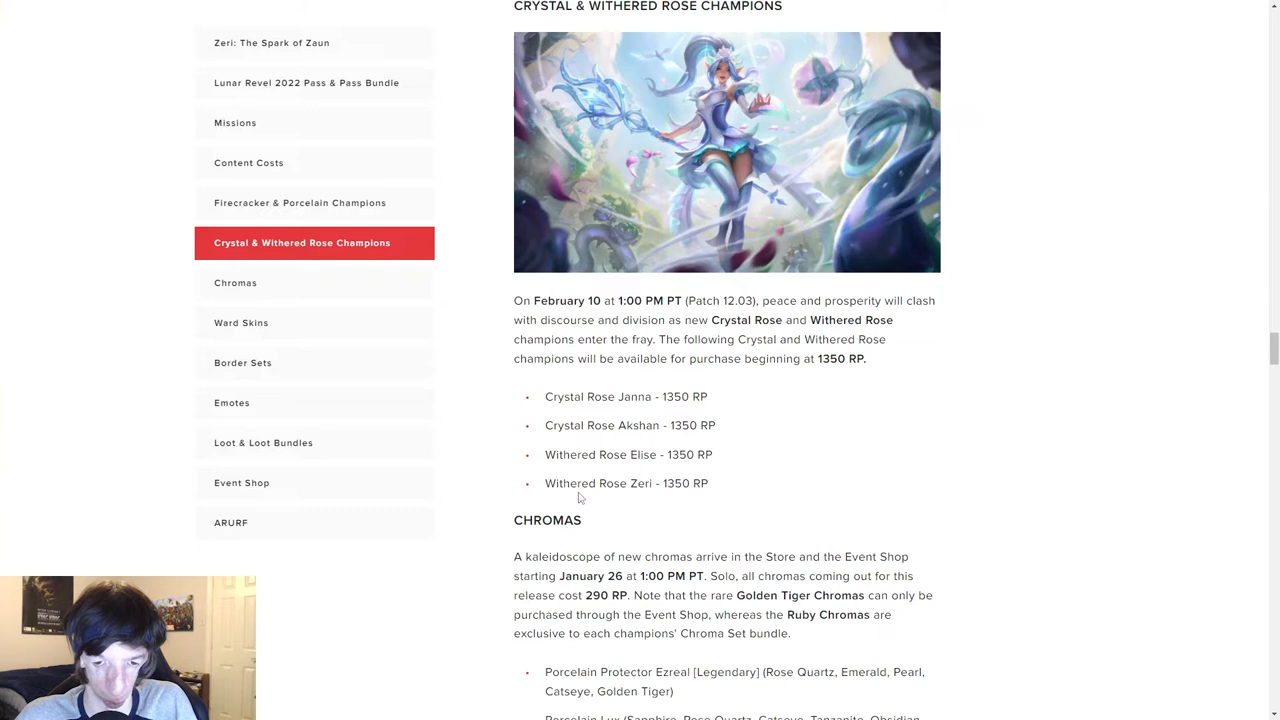 CRYSTAL & WITHERED ROSE CHAMPIONS
Zeri: The Spark of Zaun
Lunar Revel 2022 Pass & Pass Bundle
Missions
Content Costs
Firecracker & Porcelain Champions
Crystal & Withered Rose Champions
Chromas
Ward Skins
Border Sets
Emotes
Loot & Loot Bundles
Event Shop
ARURF
On February 10 at 1:00 PM PT (Patch 12.03), peace and prosperity will clash
with discourse and division as new Crystal Rose and Withered Rose
champions enter the fray. The following Crystal and Withered Rose
champions will be available for purchase beginning at 1350 RP.
• Crystal Rose Janna - 1350 RP
• Crystal Rose Akshan - 1350 RP
• Withered Rose Elise - 1350 RP
• Withered Rose Zeri - 1350 RP
CHROMAS
A kaleidoscope of new chromas arrive in the Store and the Event Shop
starting January 26 at 1:00 PM PT. Solo, all chromas coming out for this
release cost 290 RP. Note that the rare Golden Tiger Chromas can only be
purchased through the Event Shop, whereas the Ruby Chromas are
exclusive to each champions' Chroma Set bundle.
• Porcelain Protector Ezreal [Legendary] (Rose Quartz, Emerald, Pearl,
Catseye, Golden Tiger)
Porcelain Lux (Sapphire, Rose Quartz, Catseye, Tanzanite, Obsidian,